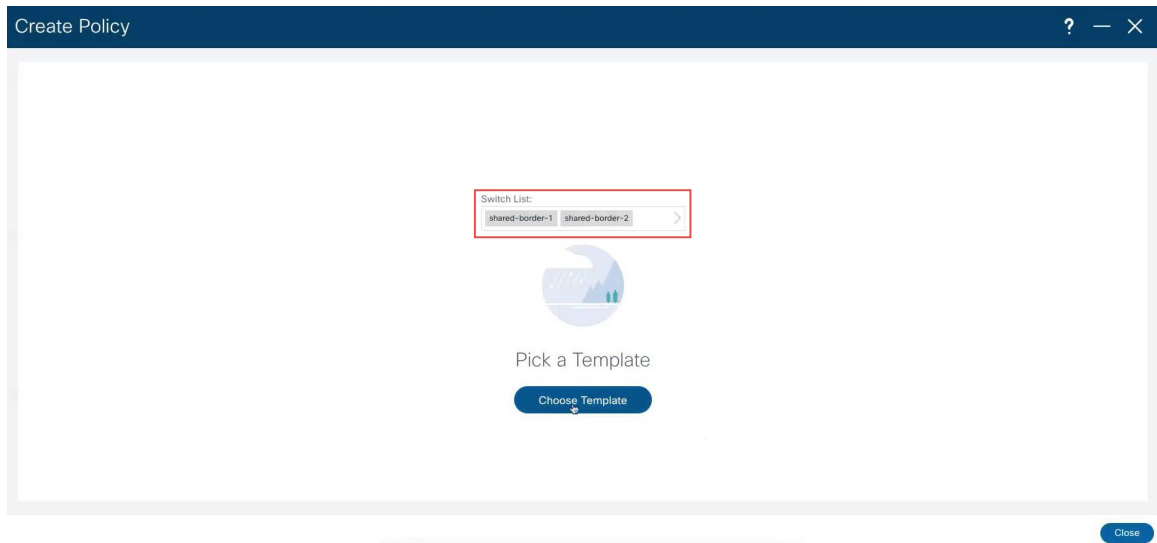 Create Policy
?
Switch List:
shared-border-1 shared-border-2
Pick a Template
Choose Template
Close